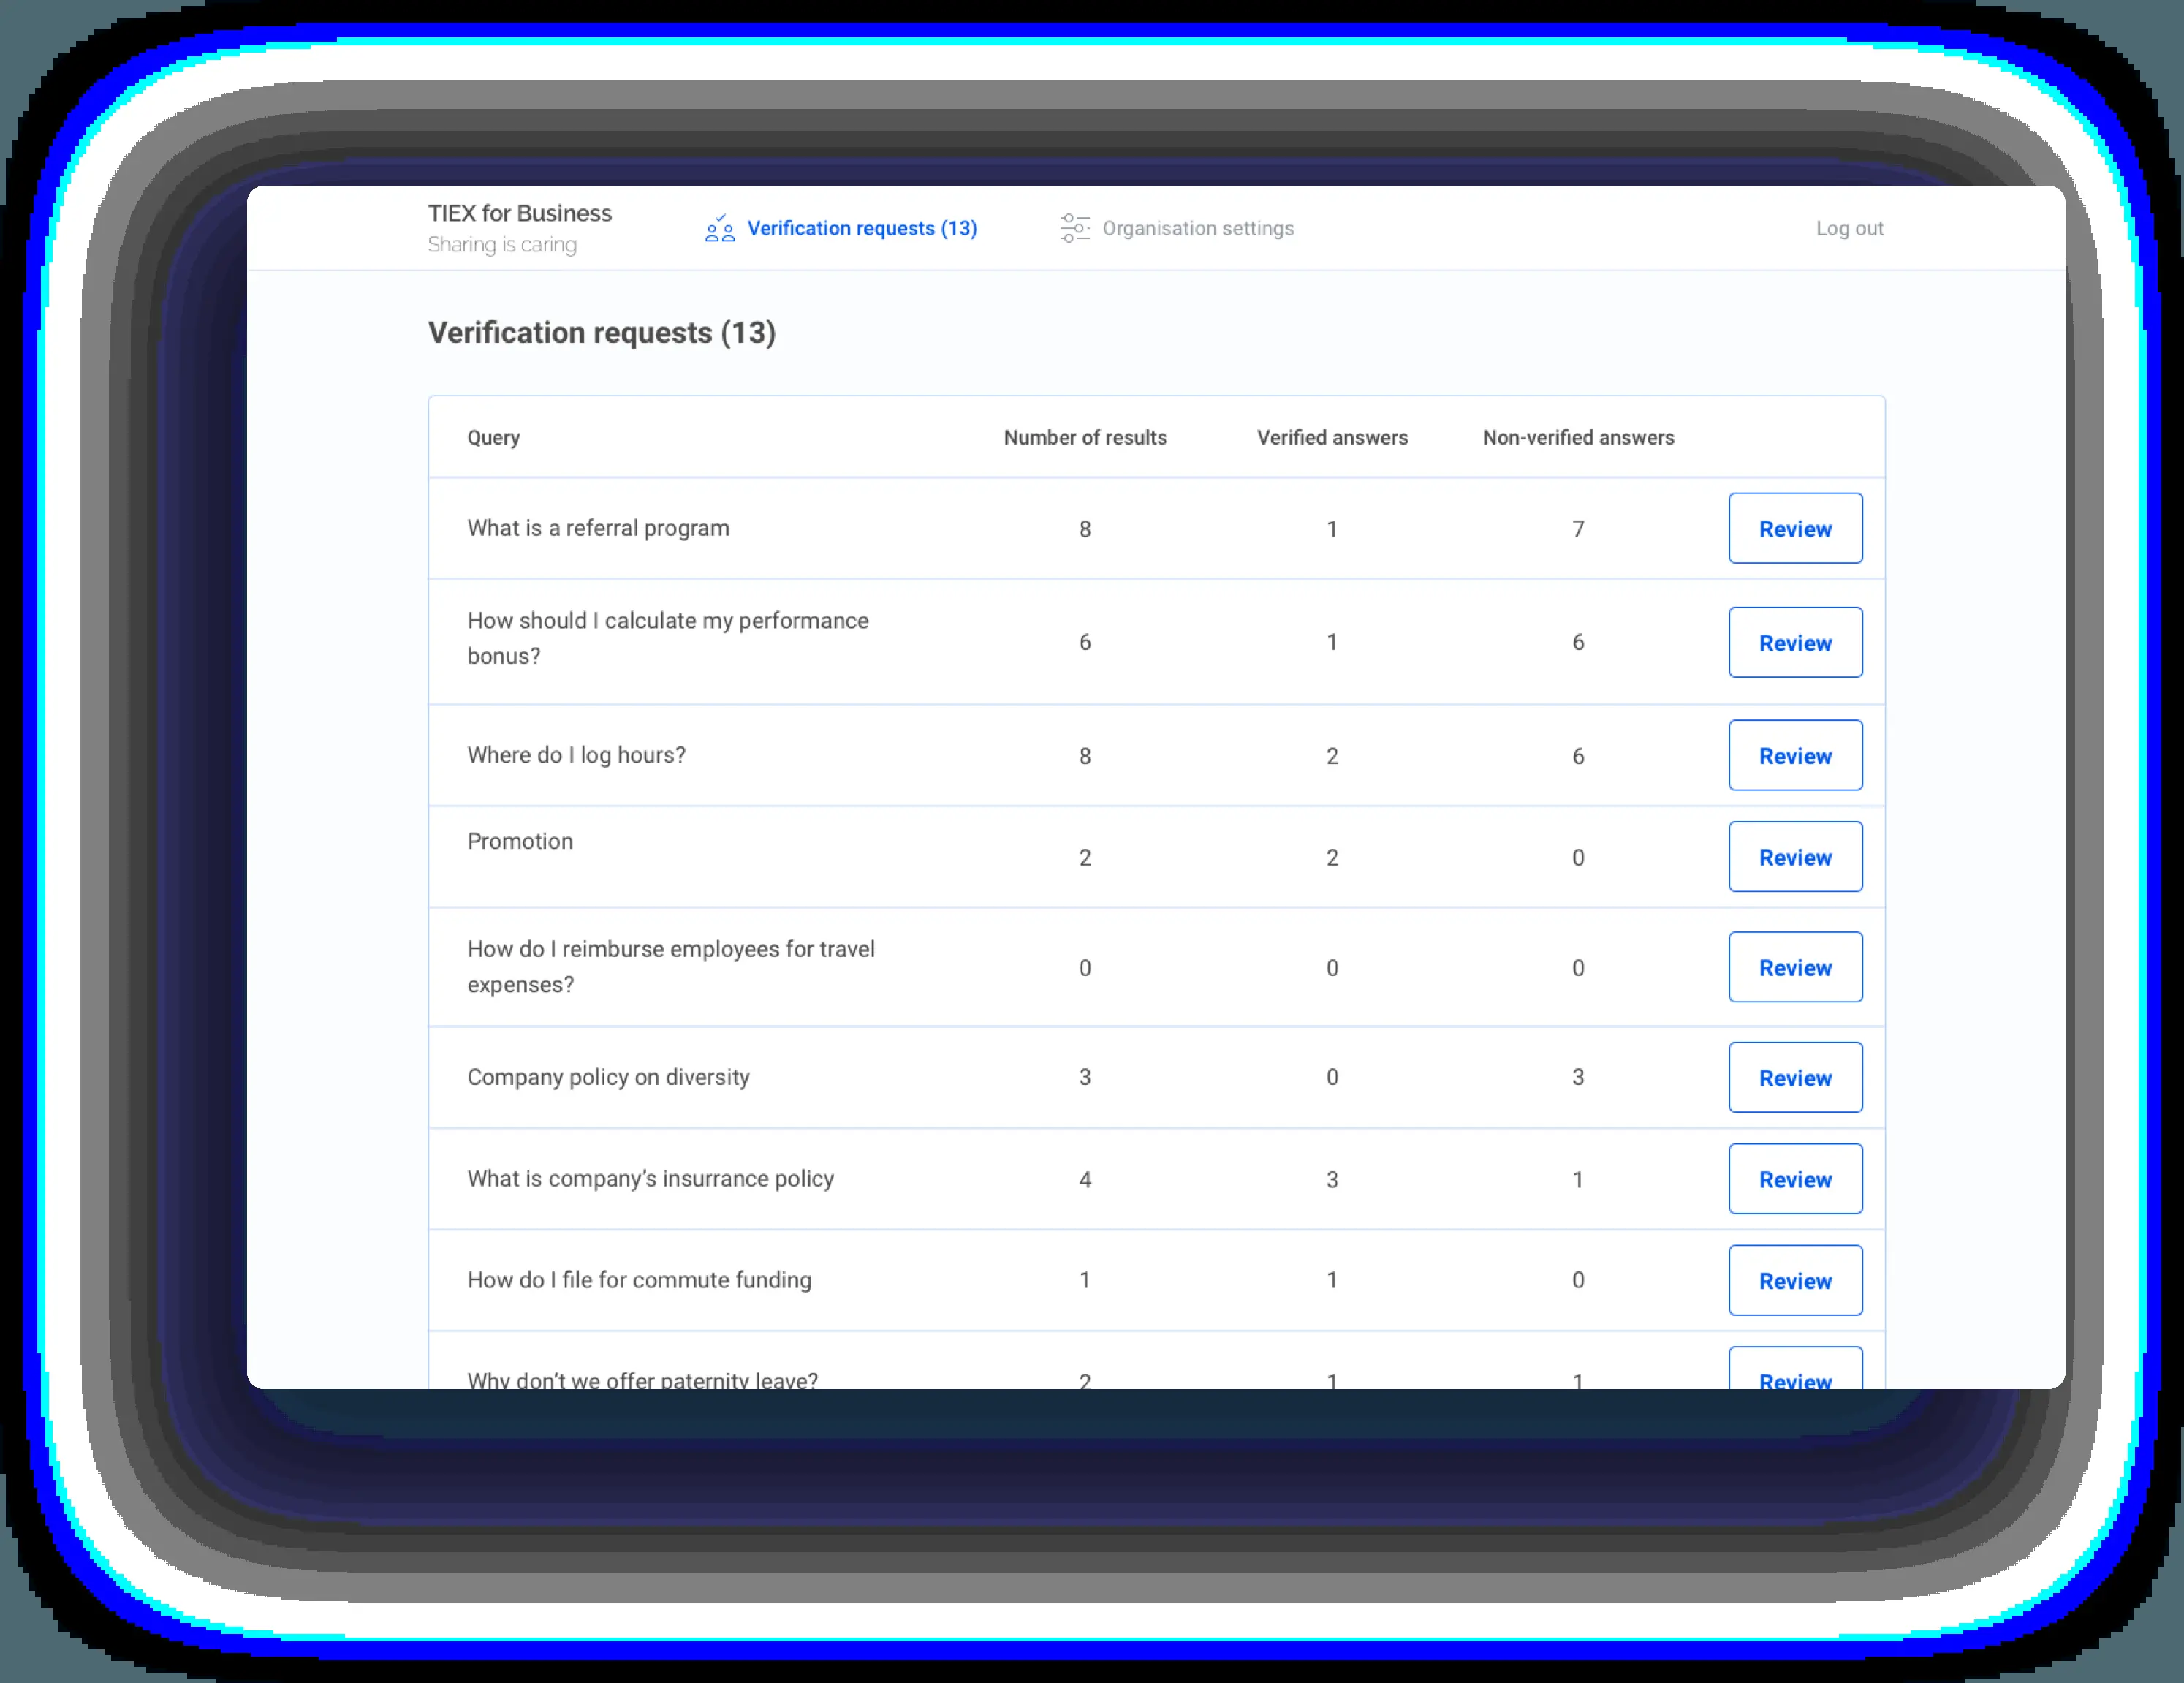 TIEX for Business
Sharing is caring
Verification requests (13)
Organisation settings
Log out
Verification requests (13)
Query Number of results Verified answers Non-verified answers
What is a referral program 8 1 7 Review
How should I calculate my performance
bonus? 6 1 6 Review
Where do I log hours? 8 2 6 Review
Promotion 2 2 0 Review
How do I reimburse employees for travel
expenses? 0 0 0 Review
Company policy on diversity 3 0 3 Review
What is company's insurrance policy 4 3 1 Review
How do I file for commute funding 1 1 0 Review
Why don't we offer paternity leave? 2 1 1 Review